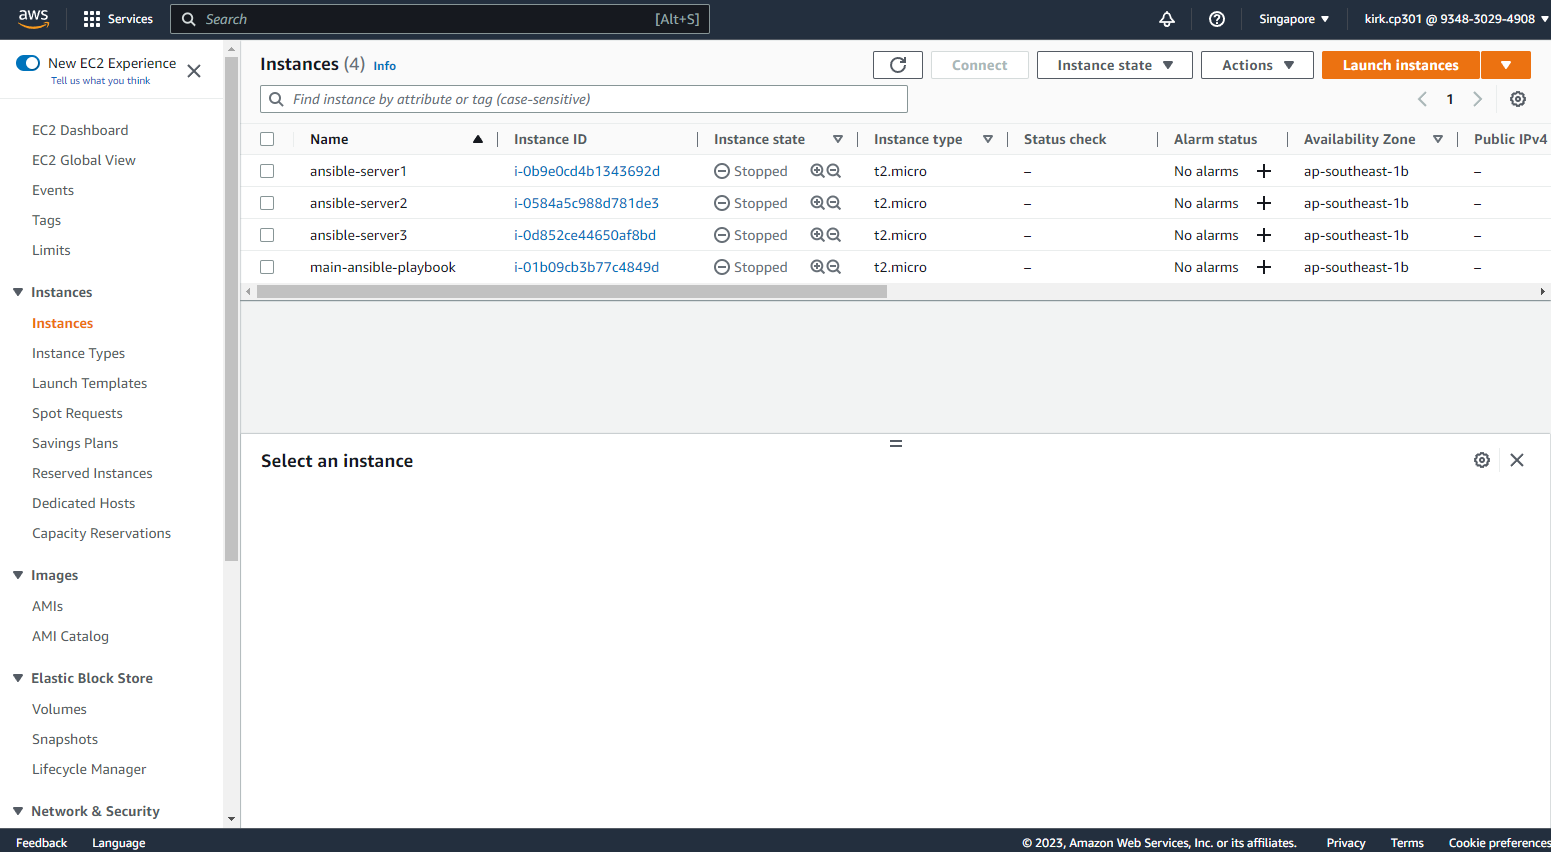 aws Services Search [Alt+S] Singapore kirk.cp301 @ 9348-3029-4908
New EC2 Experience
Tell us what you think
EC2 Dashboard
EC2 Global View
Events
Tags
Limits
Instances
Instances
Instance Types
Launch Templates
Spot Requests
Savings Plans
Reserved Instances
Dedicated Hosts
Capacity Reservations
Images
AMIs
AMI Catalog
Elastic Block Store
Volumes
Snapshots
Lifecycle Manager
Network & Security
Instances (4) Info Connect Instance state Actions Launch instances
Find instance by attribute or tag (case-sensitive) 1
Name Instance ID Instance state Instance type Status check Alarm status Availability Zone Public IPv4
ansible-server1 i-0b9e0cd4b1343692d Stopped t2.micro – No alarms + ap-southeast-1b –
ansible-server2 i-0584a5c988d781de3 Stopped t2.micro – No alarms + ap-southeast-1b –
ansible-server3 i-0d852ce44650af8bd Stopped t2.micro – No alarms + ap-southeast-1b –
main-ansible-playbook i-01b09cb3b77c4849d Stopped t2.micro – No alarms + ap-southeast-1b –
Select an instance
Feedback Language © 2023, Amazon Web Services, Inc. or its affiliates. Privacy Terms Cookie preferences